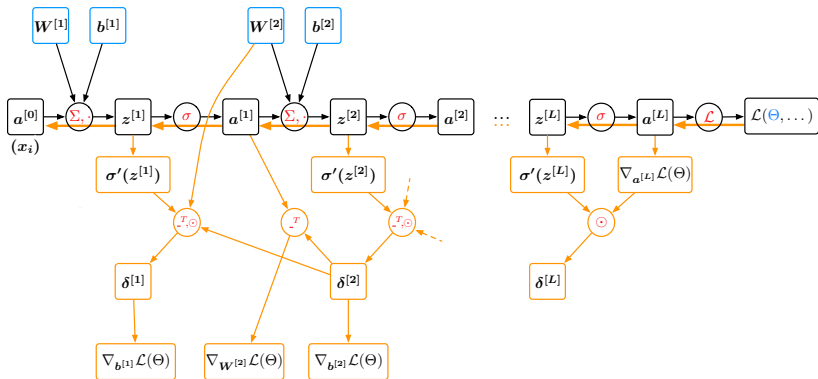 W^{[1]} b^{[1]} W^{[2]} b^{[2]}
a^{[0]} Σ,· z^{[1]} σ a^{[1]} Σ,· z^{[2]} σ a^{[2]} ... z^{[L]} σ a^{[L]} ℒ ℒ(Θ,...)
(x_i)
σ′(z^{[1]}) σ′(z^{[2]}) σ′(z^{[L]}) ∇_{a^{[L]}}ℒ(Θ)
-^T,⊙ -^T -^T,⊙ ⊙
δ^{[1]} δ^{[2]} δ^{[L]}
∇_{b^{[1]}}ℒ(Θ) ∇_{W^{[2]}}ℒ(Θ) ∇_{b^{[2]}}ℒ(Θ)